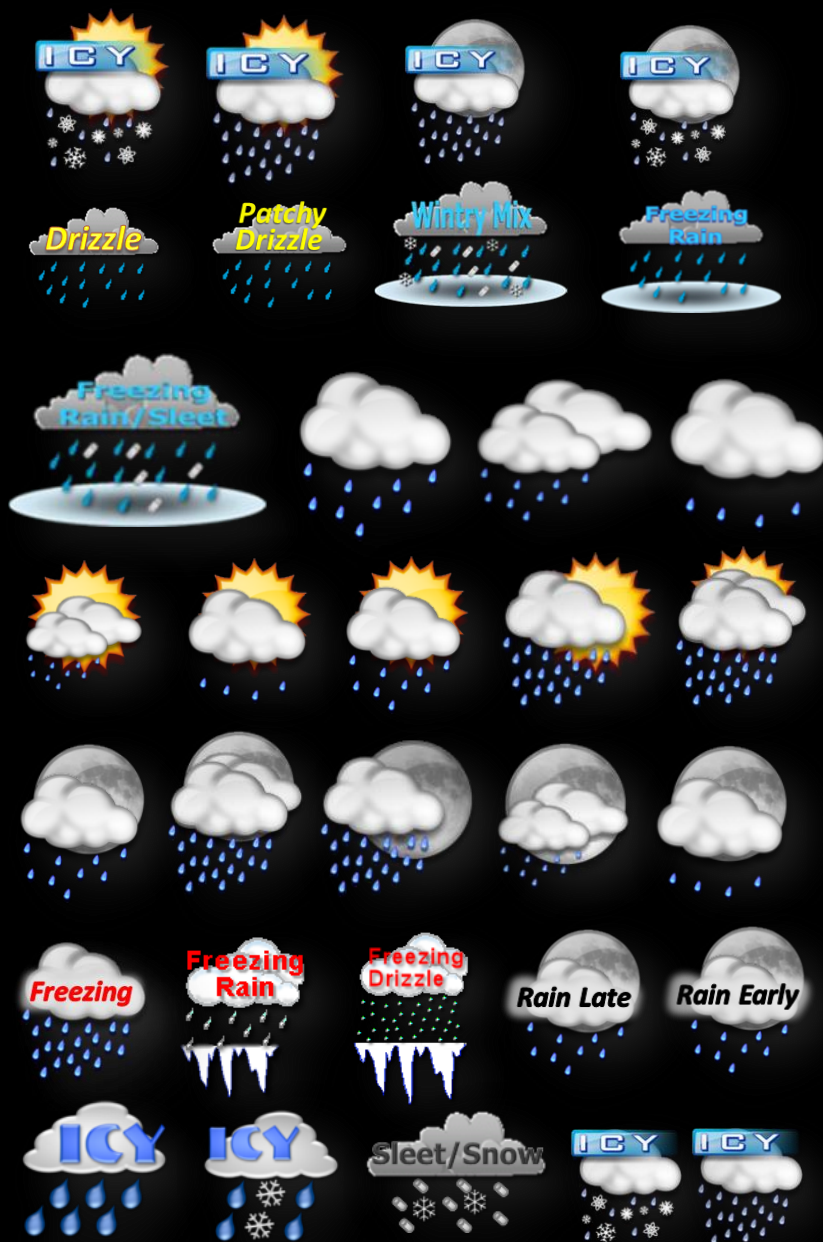 ICY
ICY
ICY
ICY
Drizzle
Patchy
Drizzle
Wintry Mix
Freezing
Rain
Freezing
Rain/Sleet
Freezing
Freezing
Rain
Freezing
Drizzle
Rain Late
Rain Early
ICY
ICY
Sleet/Snow
ICY
ICY